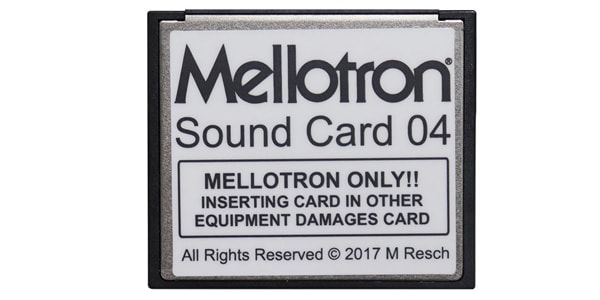 Mellotron®
Sound Card 04
MELLOTRON ONLY!!
INSERTING CARD IN OTHER
EQUIPMENT DAMAGES CARD
All Rights Reserved © 2017 M Resch